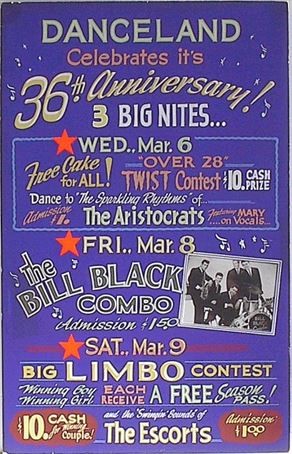 DANCELAND
Celebrates it's
36th Anniversary!
3 BIG NITES...
WED., Mar. 6
Free Cake for ALL!
"OVER 28" TWIST Contest $10. CASH PRIZE
Dance to "The Sparkling Rhythms" of...
Admission $1. The Aristocrats Featuring MARY ....on Vocals...
FRI., Mar. 8
the
BILL BLACK
COMBO
Admission $1.50
SAT., Mar. 9
BIG LIMBO CONTEST
Winning Boy
Winning Girl EACH RECEIVE A FREE Season PASS!
$10. CASH for winning Couple! and the "Swingin' Sounds" of
The Escorts
Admission $1.00